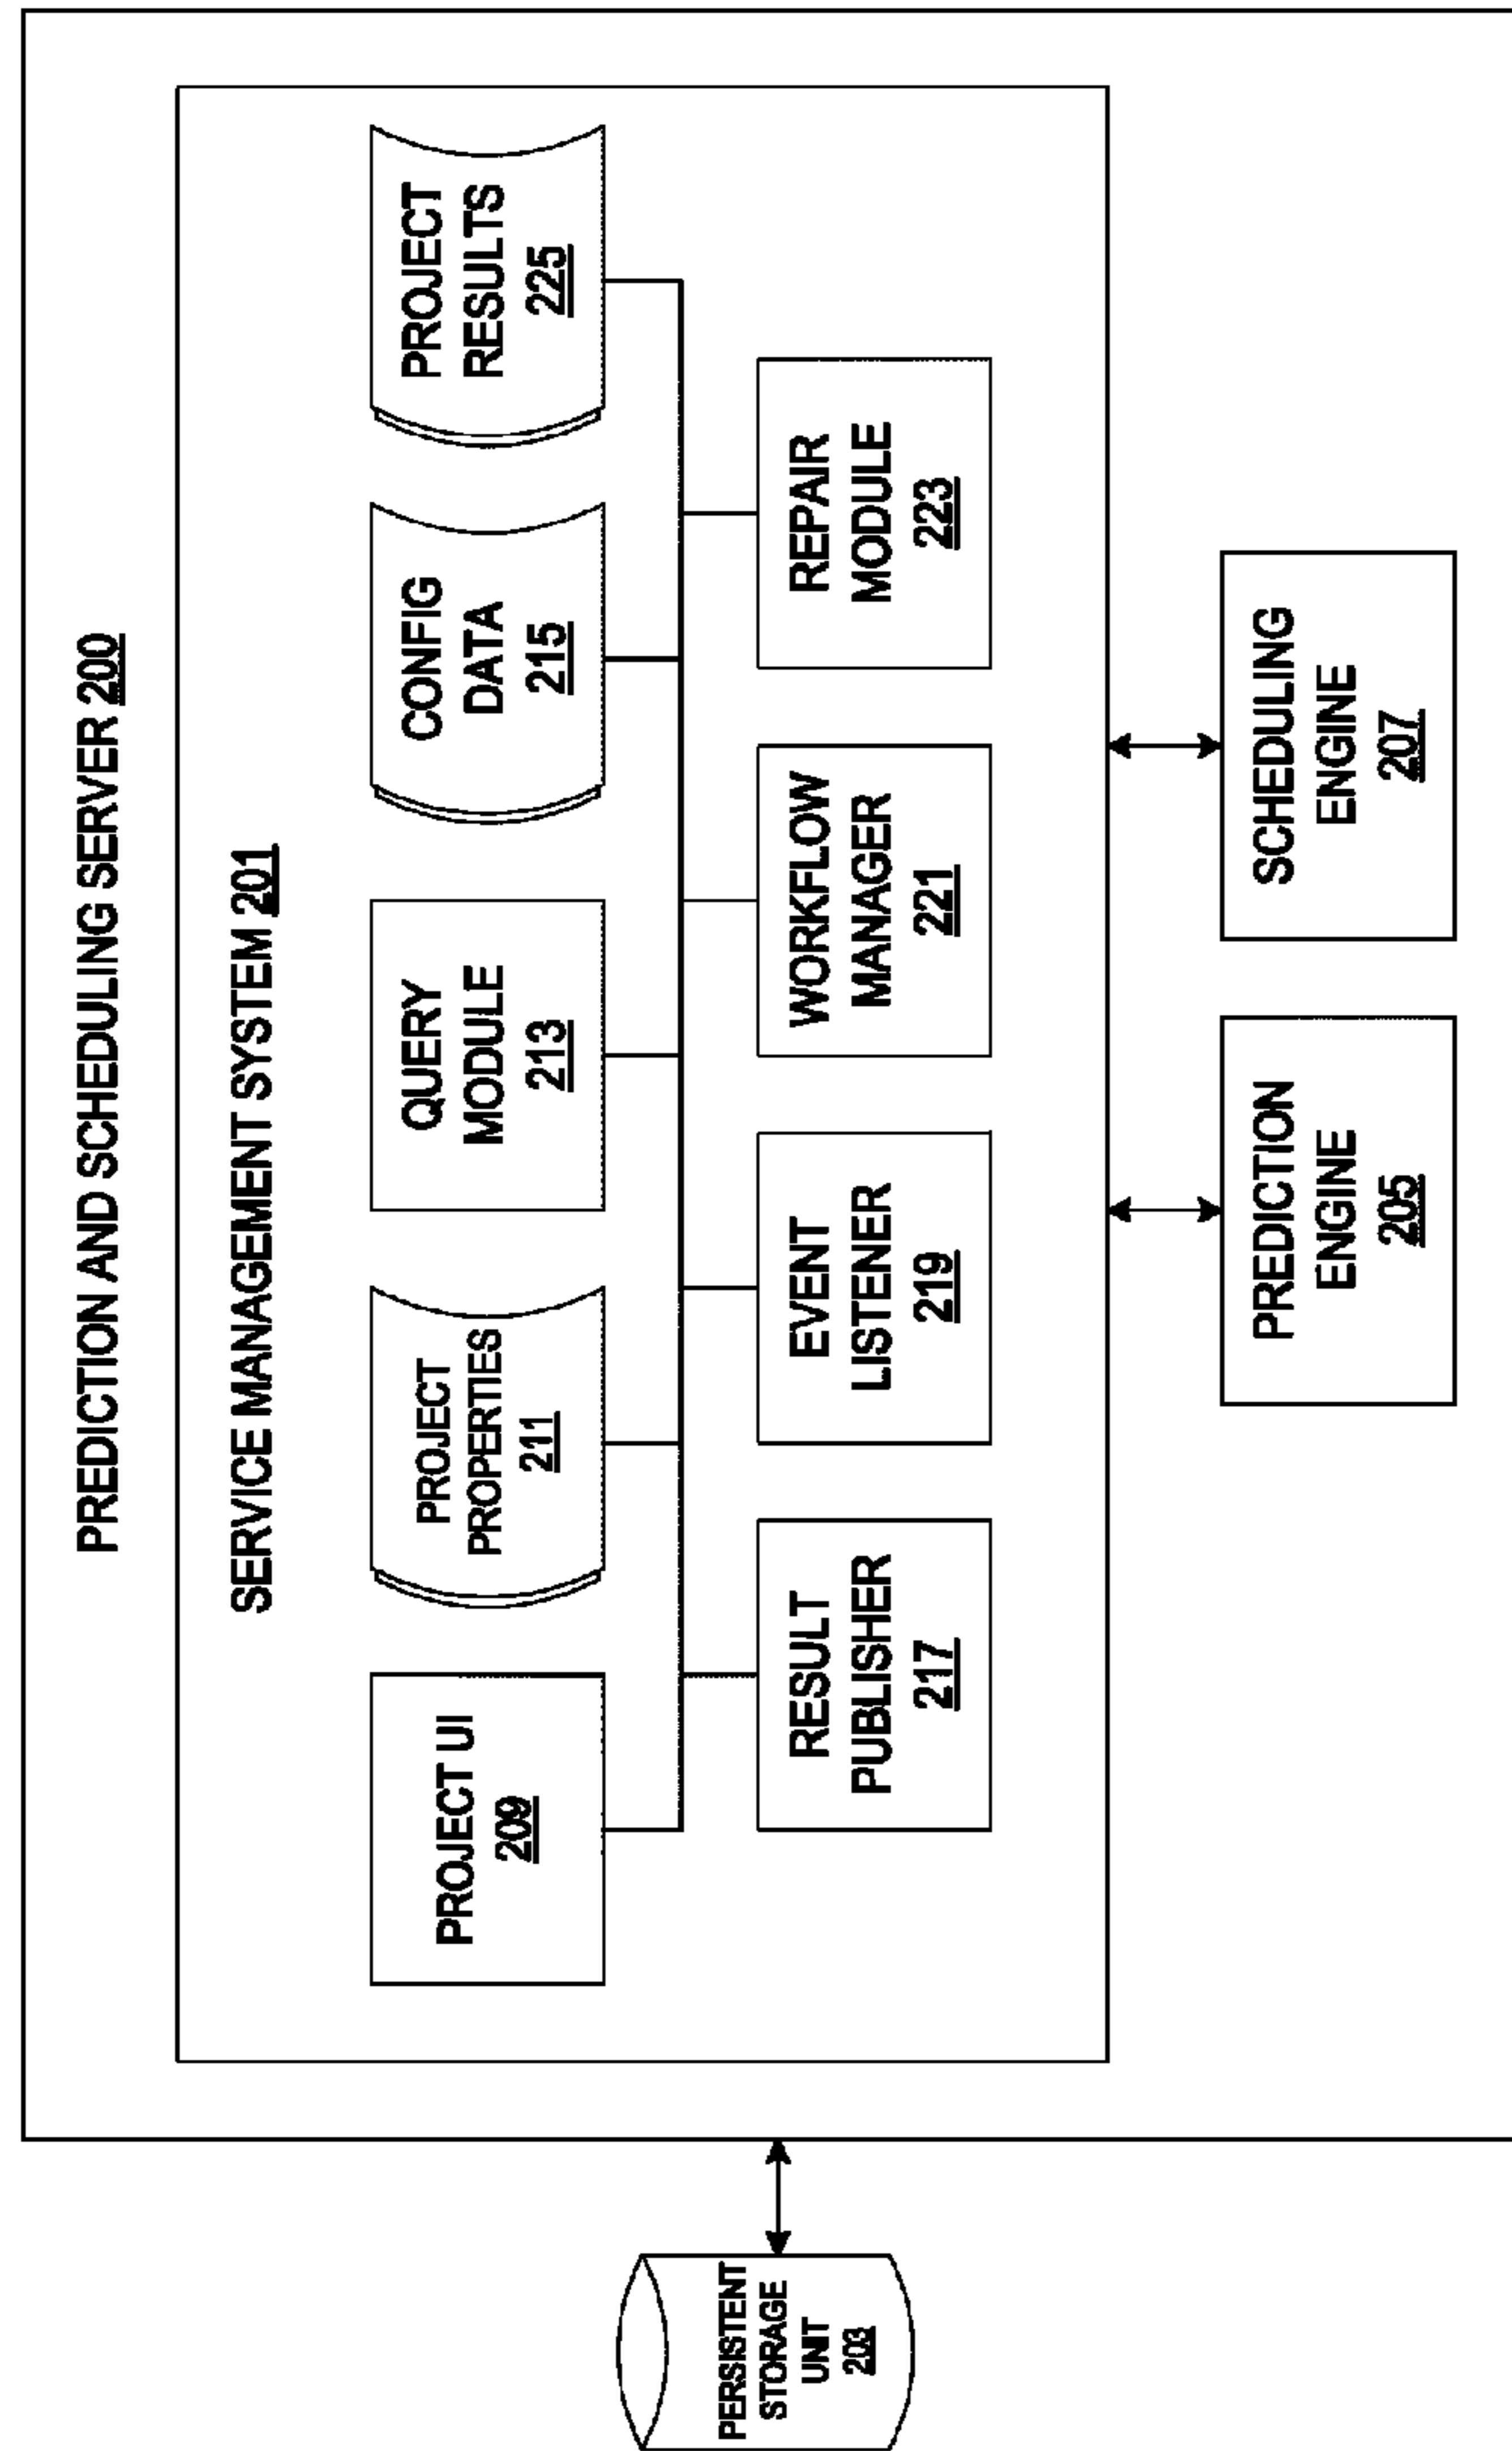 PREDICTION AND SCHEDULING SERVER 200
SERVICE MANAGEMENT SYSTEM 201
PROJECT UI
209
PROJECT
PROPERTIES
211
QUERY
MODULE
213
CONFIG
DATA
215
PROJECT
RESULTS
225
RESULT
PUBLISHER
217
EVENT
LISTENER
219
WORKFLOW
MANAGER
221
REPAIR
MODULE
223
PERSISTENT
STORAGE
UNIT
203
PREDICTION
ENGINE
205
SCHEDULING
ENGINE
207